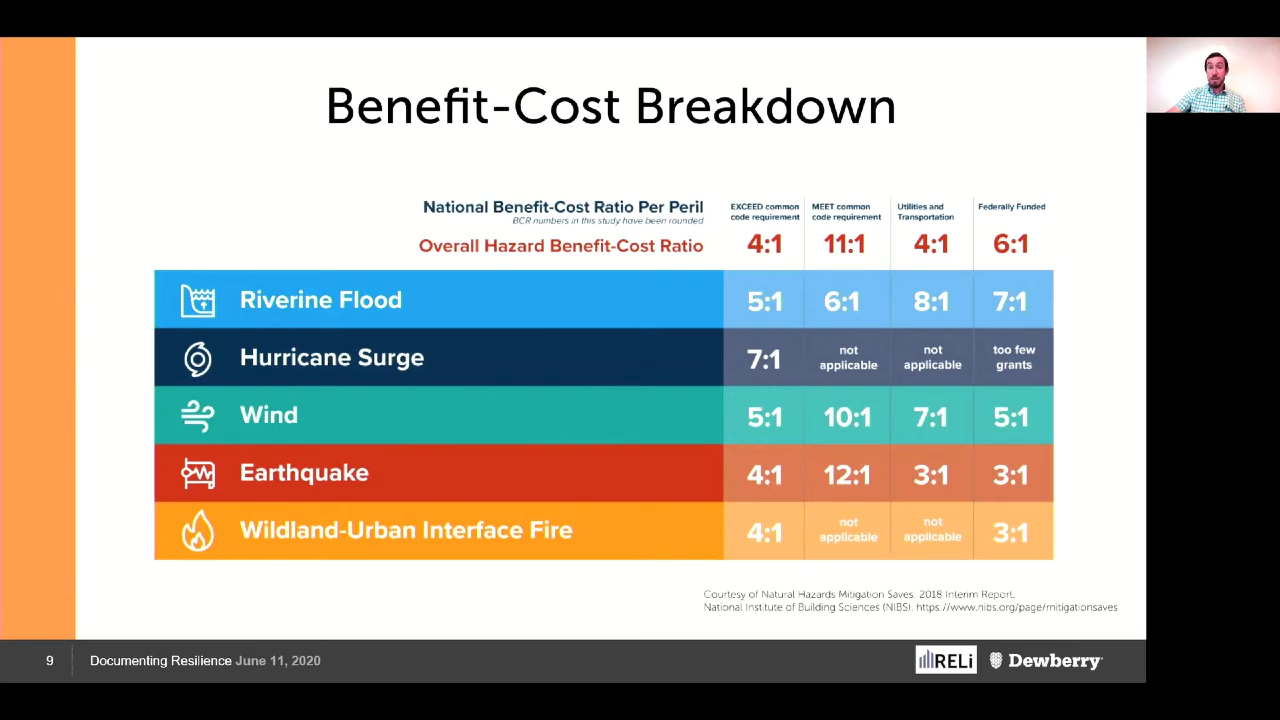 Benefit-Cost Breakdown
National Benefit-Cost Ratio Per Peril
BCR numbers in this study have been rounded
EXCEED common
code requirement
MEET common
code requirement
Utilities and
Transportation
Federally Funded
Overall Hazard Benefit-Cost Ratio 4:1 11:1 4:1 6:1
Riverine Flood 5:1 6:1 8:1 7:1
Hurricane Surge 7:1 not applicable not applicable too few grants
Wind 5:1 10:1 7:1 5:1
Earthquake 4:1 12:1 3:1 3:1
Wildland-Urban Interface Fire 4:1 not applicable not applicable 3:1
Courtesy of Natural Hazards Mitigation Saves: 2018 Interim Report.
National Institute of Building Sciences (NIBS). https://www.nibs.org/page/mitigationsaves
9 Documenting Resilience June 11, 2020
RELi Dewberry